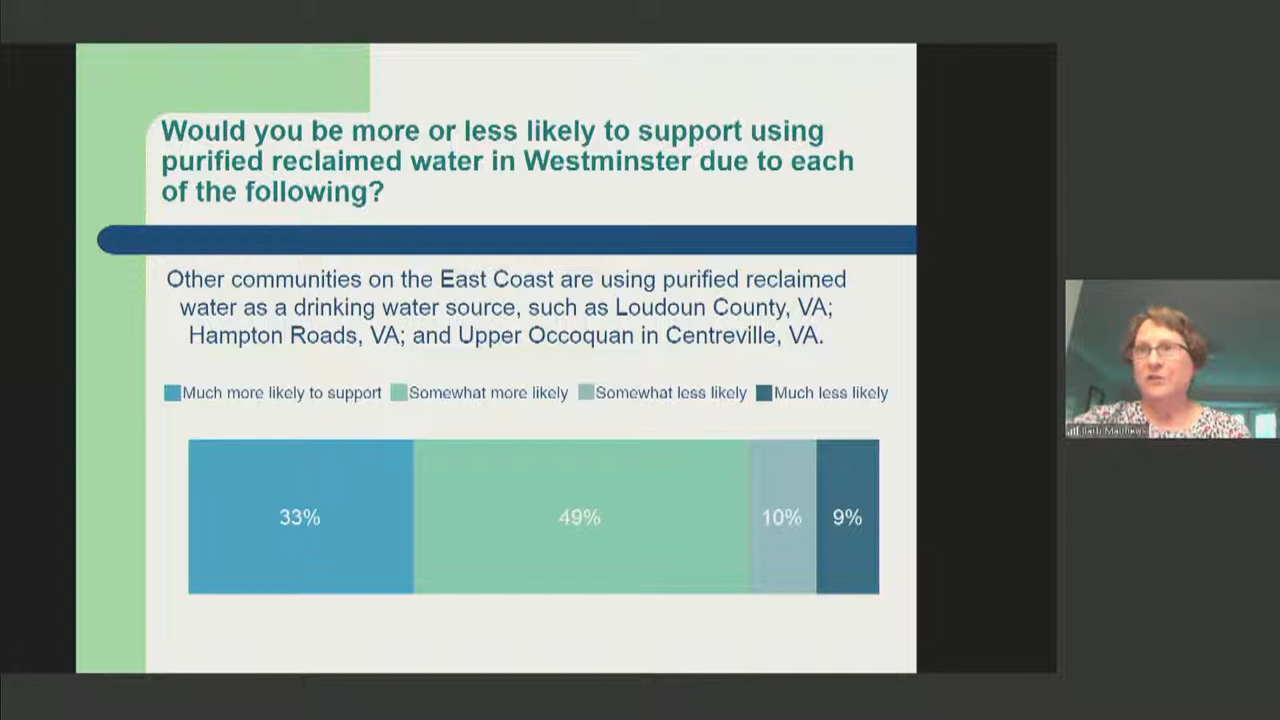 Would you be more or less likely to support using
purified reclaimed water in Westminster due to each
of the following?
Other communities on the East Coast are using purified reclaimed
water as a drinking water source, such as Loudoun County, VA;
Hampton Roads, VA; and Upper Occoquan in Centreville, VA.
Much more likely to support Somewhat more likely Somewhat less likely Much less likely
33% 49% 10% 9%
Barb Matthews